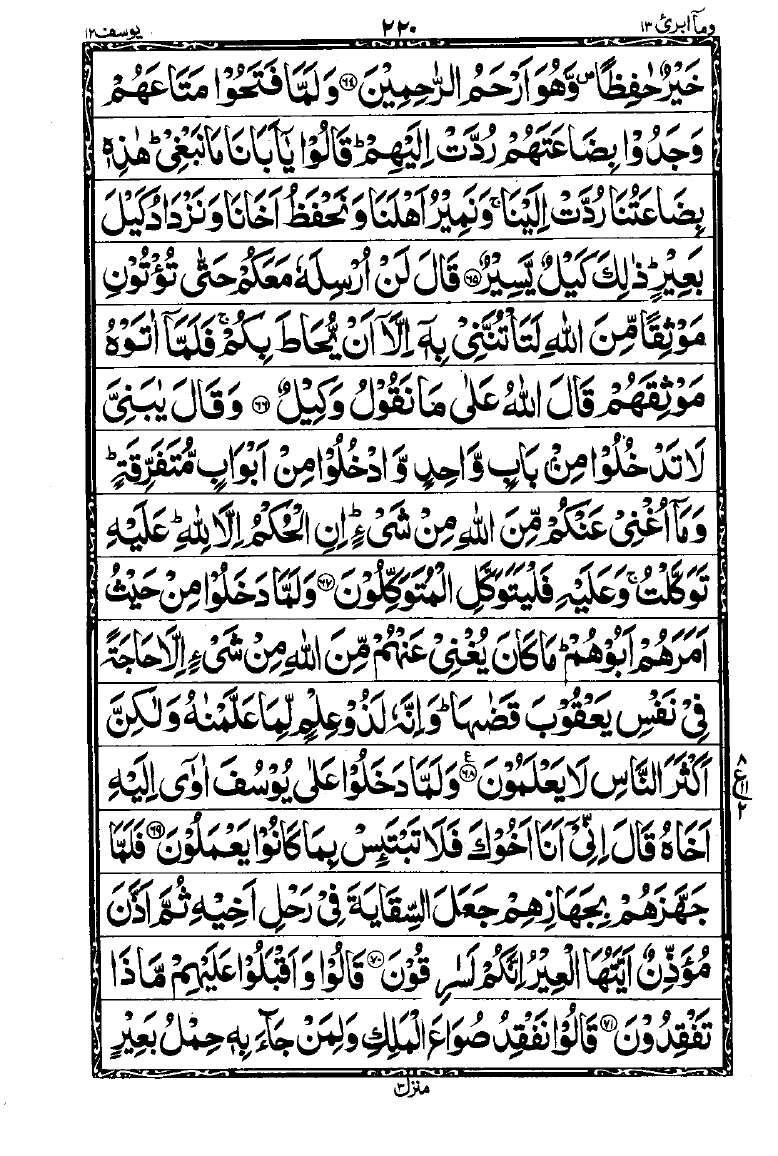 وما أبرئ ١٣
٢٢٠
يوسف ١٢
خَيْرٌ حٰفِظًا ۪ وَّهُوَ اَرْحَمُ الرّٰحِمِيْنَ ﴿٦٤﴾ وَلَمَّا فَتَحُوْا مَتَاعَهُمْ
وَجَدُوْا بِضَاعَتَهُمْ رُدَّتْ اِلَيْهِمْ ؕ قَالُوْا يٰۤاَبَانَا مَا نَبْغِيْ ؕ هٰذِهٖ
بِضَاعَتُنَا رُدَّتْ اِلَيْنَا ۚ وَنَمِيْرُ اَهْلَنَا وَنَحْفَظُ اَخَانَا وَنَزْدَادُ كَيْلَ
بَعِيْرٍ ؕ ذٰلِكَ كَيْلٌ يَّسِيْرٌ ﴿٦٥﴾ قَالَ لَنْ اُرْسِلَهٗ مَعَكُمْ حَتّٰى تُؤْتُوْنِ
مَوْثِقًا مِّنَ اللّٰهِ لَتَاْتُنَّنِيْ بِهٖۤ اِلَّاۤ اَنْ يُّحَاطَ بِكُمْ ۚ فَلَمَّاۤ اٰتَوْهُ
مَوْثِقَهُمْ قَالَ اللّٰهُ عَلٰى مَا نَقُوْلُ وَكِيْلٌ ﴿٦٦﴾ وَقَالَ يٰبَنِيَّ
لَا تَدْخُلُوْا مِنْۢ بَابٍ وَّاحِدٍ وَّادْخُلُوْا مِنْ اَبْوَابٍ مُّتَفَرِّقَةٍ ؕ
وَمَاۤ اُغْنِيْ عَنْكُمْ مِّنَ اللّٰهِ مِنْ شَيْءٍ ؕ اِنِ الْحُكْمُ اِلَّا لِلّٰهِ ؕ عَلَيْهِ
تَوَكَّلْتُ ۚ وَعَلَيْهِ فَلْيَتَوَكَّلِ الْمُتَوَكِّلُوْنَ ﴿٦٧﴾ وَلَمَّا دَخَلُوْا مِنْ حَيْثُ
اَمَرَهُمْ اَبُوْهُمْ ؕ مَا كَانَ يُغْنِيْ عَنْهُمْ مِّنَ اللّٰهِ مِنْ شَيْءٍ اِلَّا حَاجَةً
فِيْ نَفْسِ يَعْقُوْبَ قَضٰىهَا ؕ وَاِنَّهٗ لَذُوْ عِلْمٍ لِّمَا عَلَّمْنٰهُ وَلٰكِنَّ
اَكْثَرَ النَّاسِ لَا يَعْلَمُوْنَ ﴿٦٨﴾ ع وَلَمَّا دَخَلُوْا عَلٰى يُوْسُفَ اٰوٰۤى اِلَيْهِ
٨
ع ١١
٢
اَخَاهُ قَالَ اِنِّيْۤ اَنَا اَخُوْكَ فَلَا تَبْتَئِسْ بِمَا كَانُوْا يَعْمَلُوْنَ ﴿٦٩﴾ فَلَمَّا
جَهَّزَهُمْ بِجَهَازِهِمْ جَعَلَ السِّقَايَةَ فِيْ رَحْلِ اَخِيْهِ ثُمَّ اَذَّنَ
مُؤَذِّنٌ اَيَّتُهَا الْعِيْرُ اِنَّكُمْ لَسٰرِقُوْنَ ﴿٧٠﴾ قَالُوْا وَاَقْبَلُوْا عَلَيْهِمْ مَّاذَا
تَفْقِدُوْنَ ﴿٧١﴾ قَالُوْا نَفْقِدُ صُوَاعَ الْمَلِكِ وَلِمَنْ جَآءَ بِهٖ حِمْلُ بَعِيْرٍ
منزل ٣